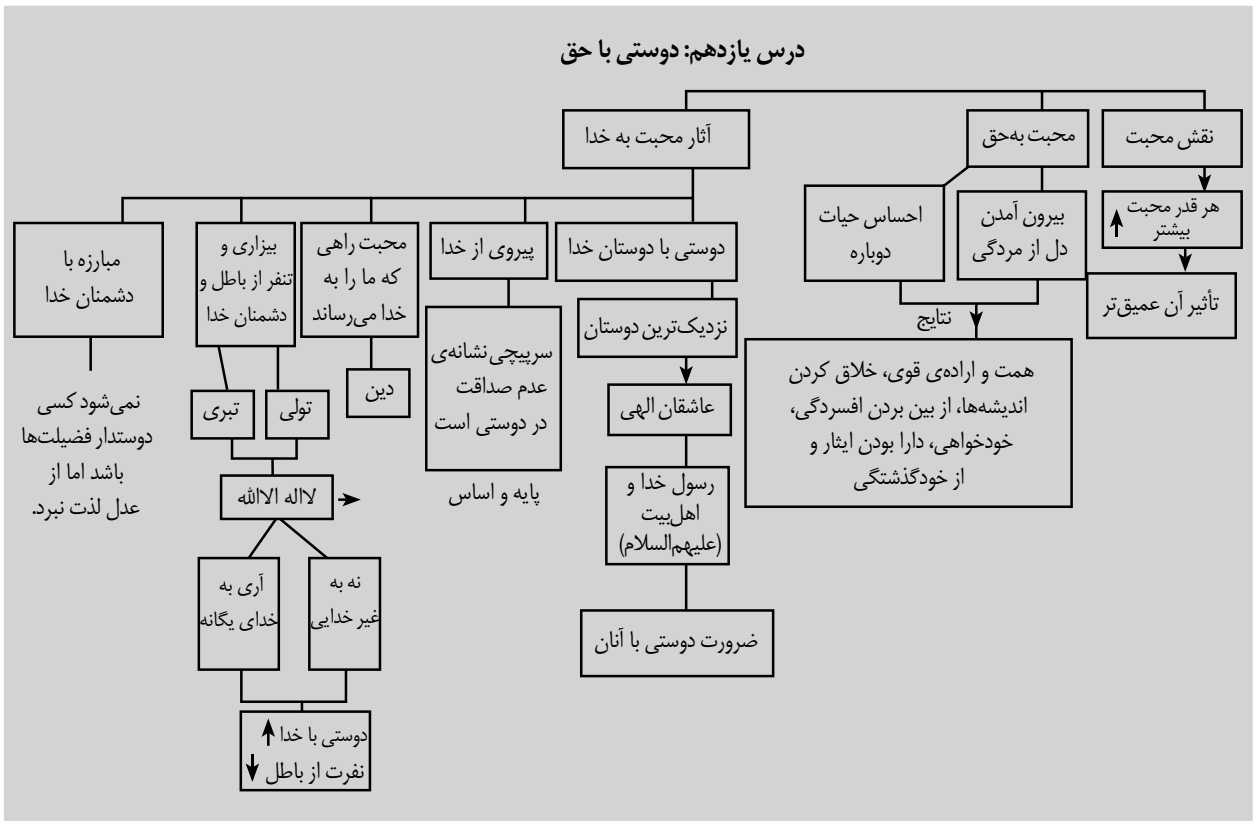 درس یازدهم: دوستی با حق
نقش محبت
هر قدر محبت
بیشتر
تأثیر آن عمیق‌تر
محبت به‌حق
بیرون آمدن
دل از مردگی
احساس حیات
دوباره
نتایج
همت و اراده‌ی قوی، خلاق کردن
اندیشه‌ها، از بین بردن افسردگی،
خودخواهی، دارا بودن ایثار و
از خودگذشتگی
آثار محبت به خدا
دوستی با دوستان خدا
نزدیک‌ترین دوستان
عاشقان الهی
رسول خدا و
اهل‌بیت
(علیهم‌السلام)
ضرورت دوستی با آنان
پیروی از خدا
سرپیچی نشانه‌ی
عدم صداقت
در دوستی است
پایه و اساس
محبت راهی
که ما را به
خدا می‌رساند
دین
بیزاری و
تنفر از باطل و
دشمنان خدا
تولی
تبری
لااله الاالله
نه به
غیر خدایی
آری به
خدای یگانه
دوستی با خدا
نفرت از باطل
مبارزه با
دشمنان خدا
نمی‌شود کسی
دوستدار فضیلت‌ها
باشد اما از
عدل لذت نبرد.